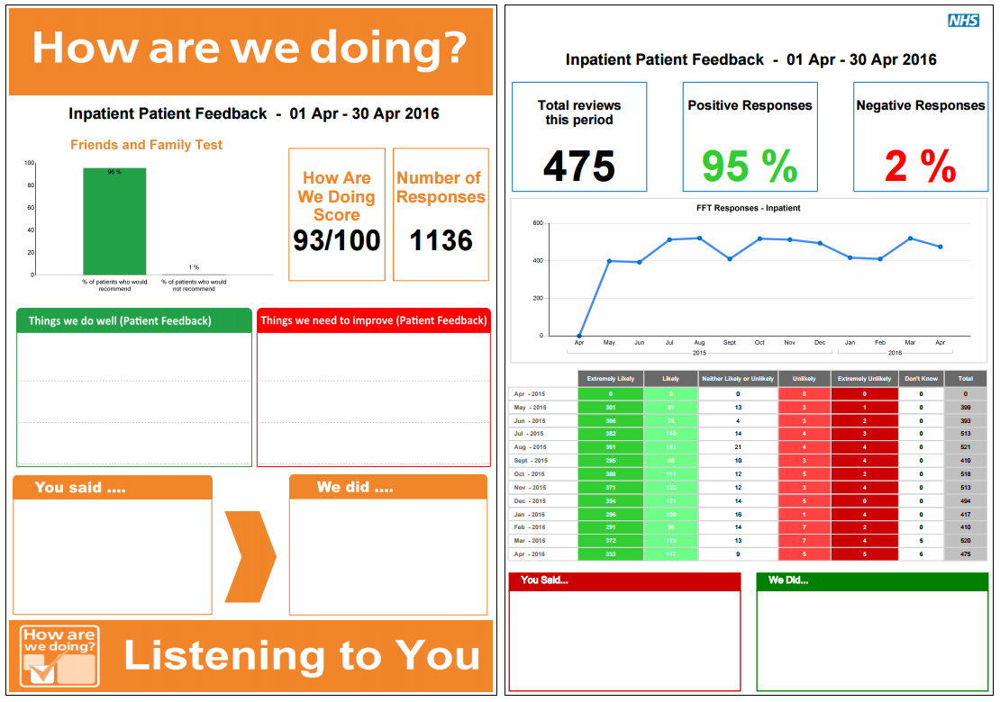 How are we doing?
Inpatient Patient Feedback - 01 Apr - 30 Apr 2016
Friends and Family Test
100
80
60
40
20
0
96 %
1 %
% of patients who would
recommend
% of patients who would
not recommend
How Are
We Doing
Score
93/100
Number of
Responses
1136
Things we do well (Patient Feedback)
Things we need to improve (Patient Feedback)
You said ....
We did ....
How are
we doing?
Listening to You
NHS
Inpatient Patient Feedback - 01 Apr - 30 Apr 2016
Total reviews
this period
475
Positive Responses
95 %
Negative Responses
2 %
FFT Responses - Inpatient
600
400
200
0
Apr May Jun Jul Aug Sept Oct Nov Dec Jan Feb Mar Apr
2015 2016
Extremely Likely Likely Neither Likely or Unlikely Unlikely Extremely Unlikely Don't Know Total
Apr - 2015 0 0 0 0 0 0 0
May - 2015 301 81 13 3 1 0 399
Jun - 2015 306 78 4 3 2 0 393
Jul - 2015 382 110 14 4 3 0 513
Aug - 2015 361 131 21 4 4 0 521
Sept - 2015 295 98 10 3 4 0 410
Oct - 2015 388 111 12 5 2 0 518
Nov - 2015 371 123 12 3 4 0 513
Dec - 2015 354 121 14 5 0 0 494
Jan - 2016 296 100 16 1 4 0 417
Feb - 2016 291 96 14 7 2 0 410
Mar - 2016 372 119 13 7 4 5 520
Apr - 2016 333 117 9 5 5 6 475
You Said...
We Did...